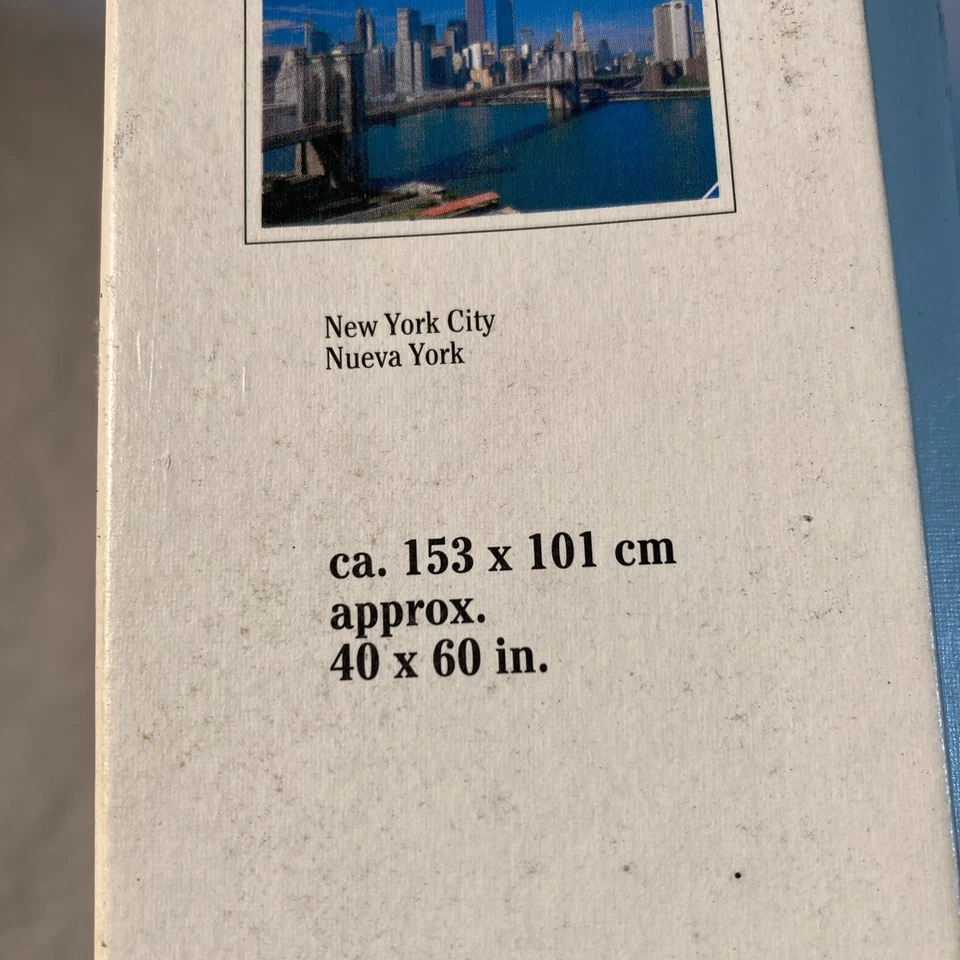 New York City
Nueva York
ca. 153 x 101 cm
approx.
40 x 60 in.